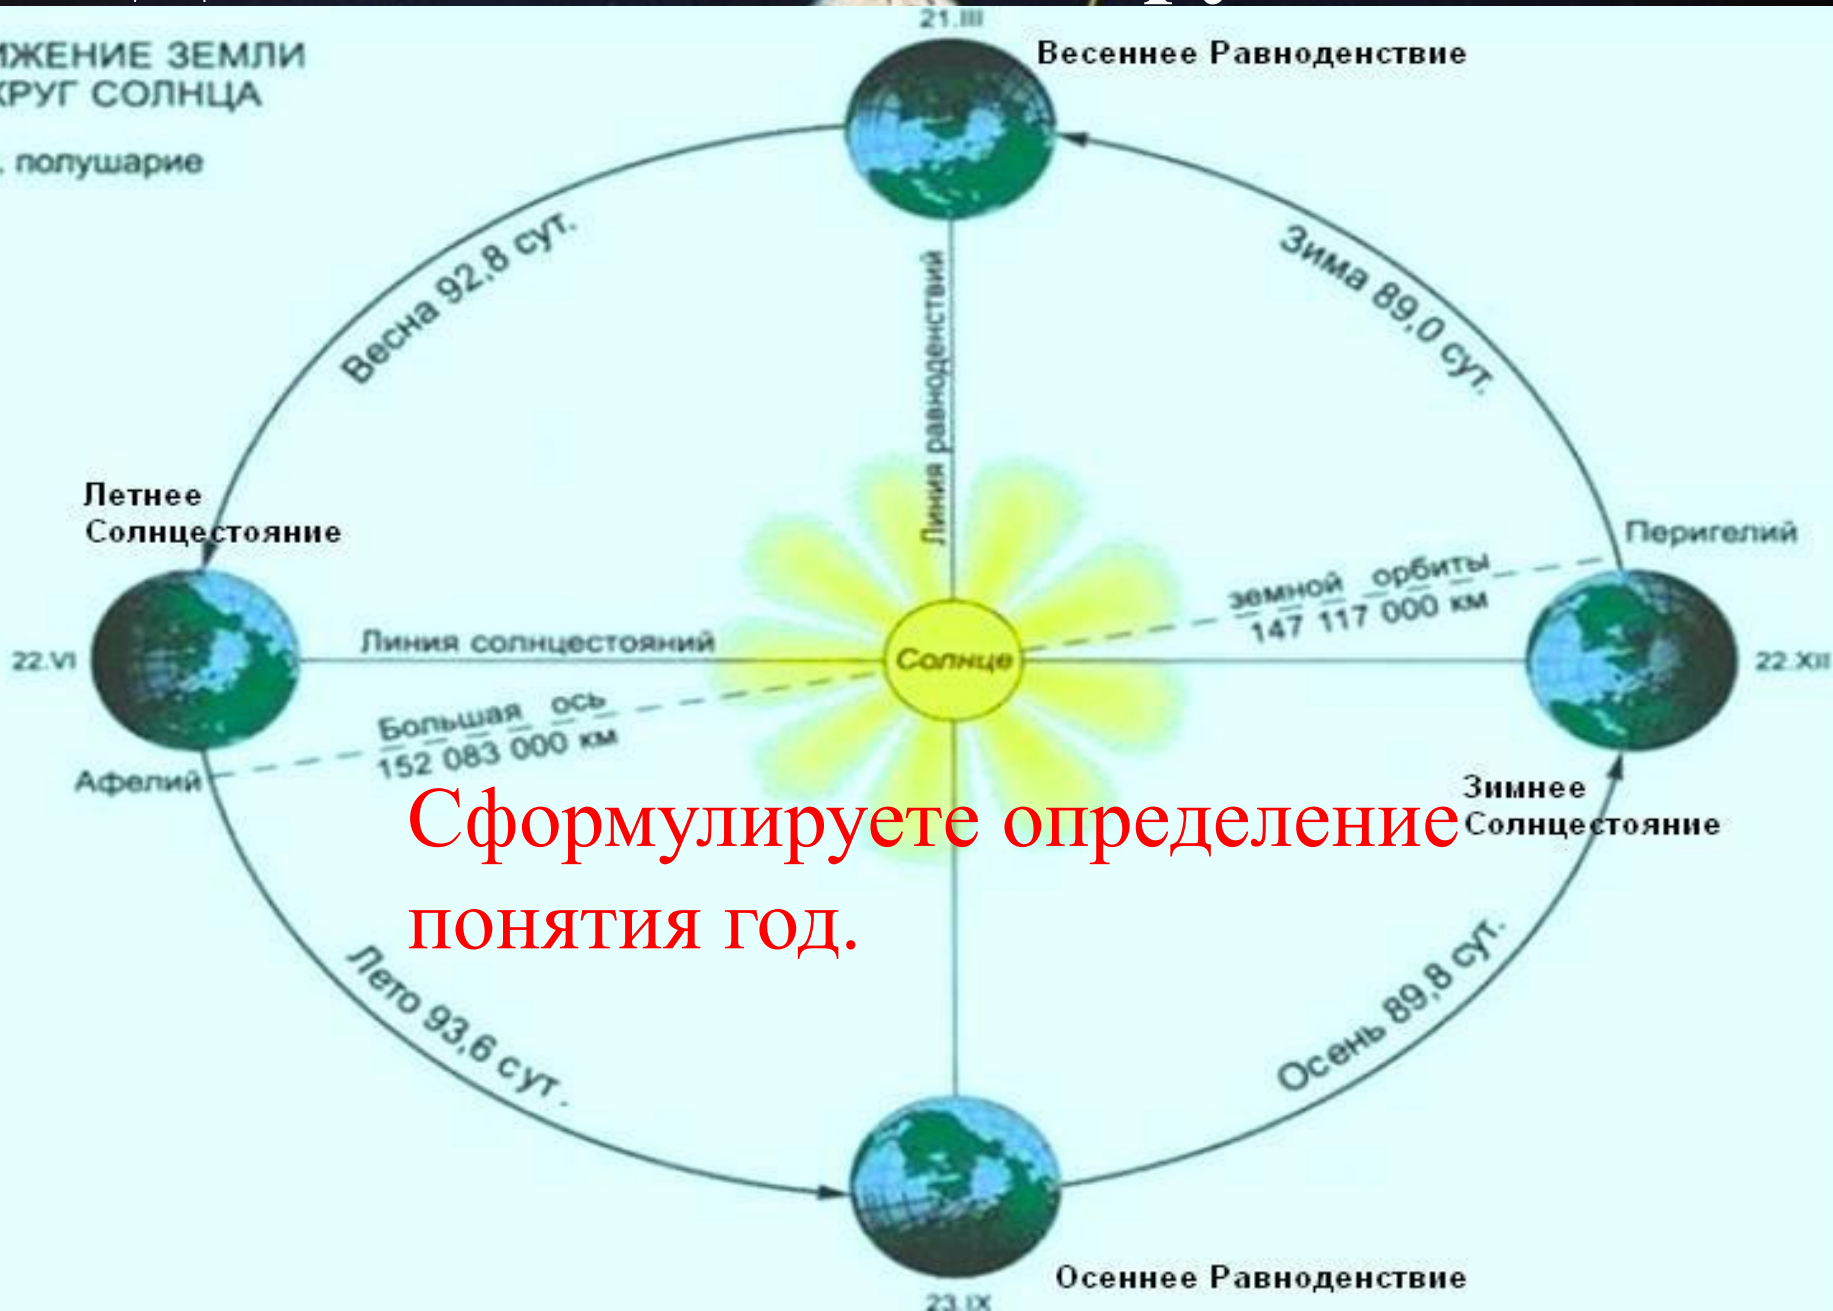 21.III
Весеннее Равноденствие
ИЖЕНИЕ ЗЕМЛИ
КРУГ СОЛНЦА
. полушарие
Весна 92,8 сут.
Зима 89,0 сут.
Линия равноденствий
Летнее
Солнцестояние
Перигелий
земной орбиты
147 117 000 км
22.VI
Линия солнцестояний
Солнце
22.XII
Большая ось
152 083 000 км
Афелий
Зимнее
Солнцестояние
Сформулируете определение
понятия год.
Лето 93,6 сут.
Осень 89,8 сут.
Осеннее Равноденствие
23.IX